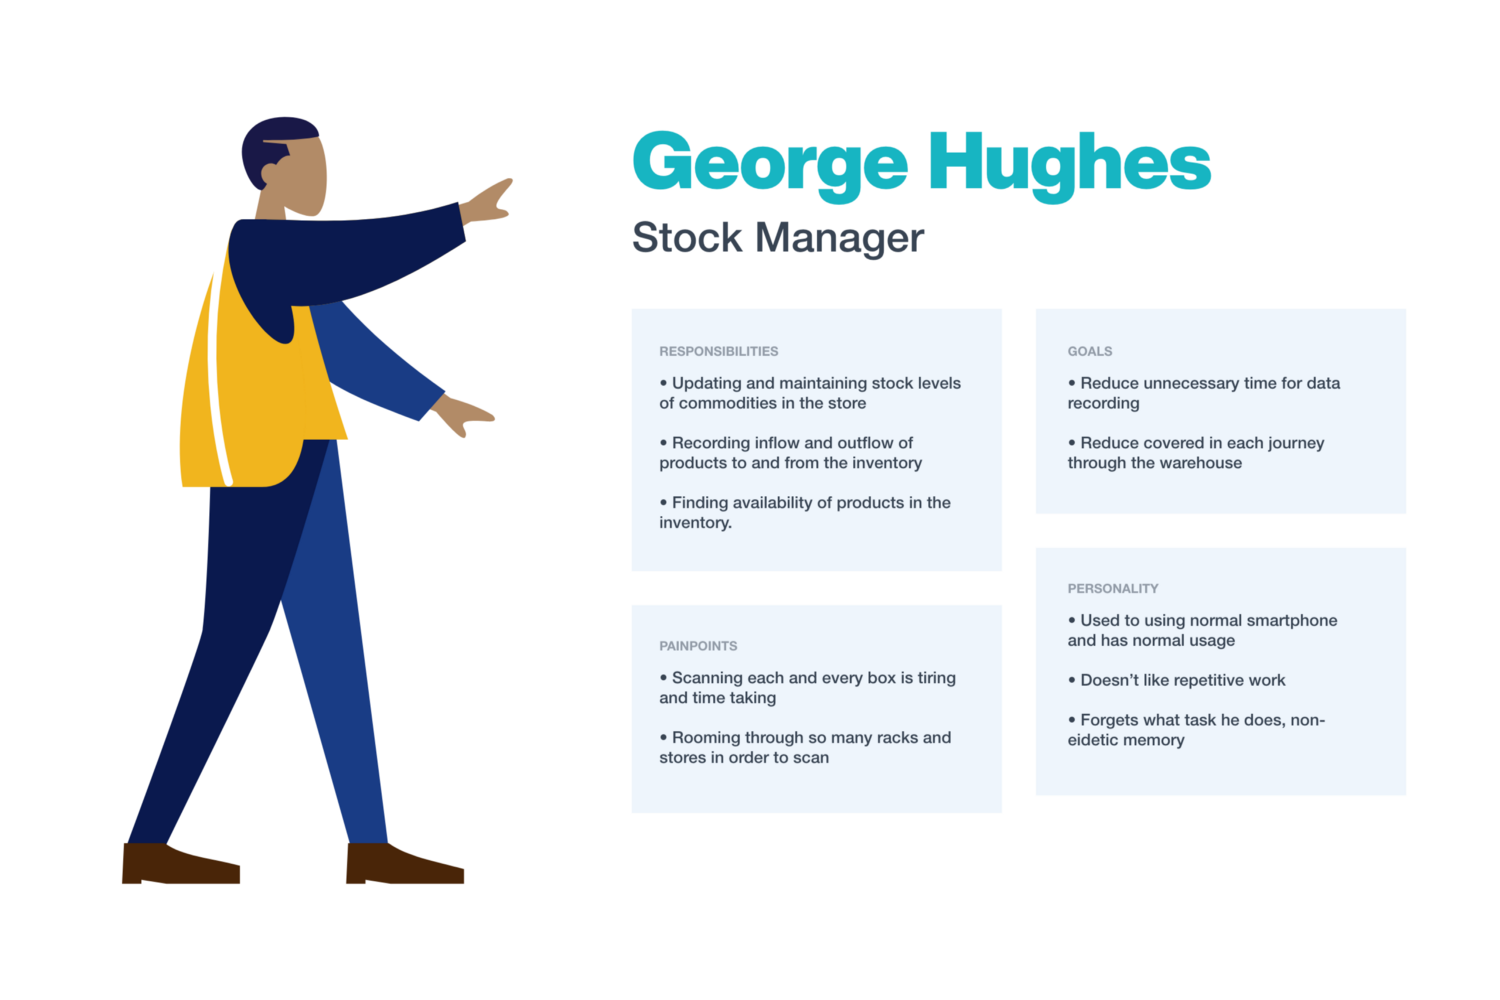 George Hughes
Stock Manager
RESPONSIBILITIES
• Updating and maintaining stock levels
of commodities in the store
• Recording inflow and outflow of
products to and from the inventory
• Finding availability of products in the
inventory.
PAINPOINTS
• Scanning each and every box is tiring
and time taking
• Rooming through so many racks and
stores in order to scan
GOALS
• Reduce unnecessary time for data
recording
• Reduce covered in each journey
through the warehouse
PERSONALITY
• Used to using normal smartphone
and has normal usage
• Doesn’t like repetitive work
• Forgets what task he does, non-
eidetic memory